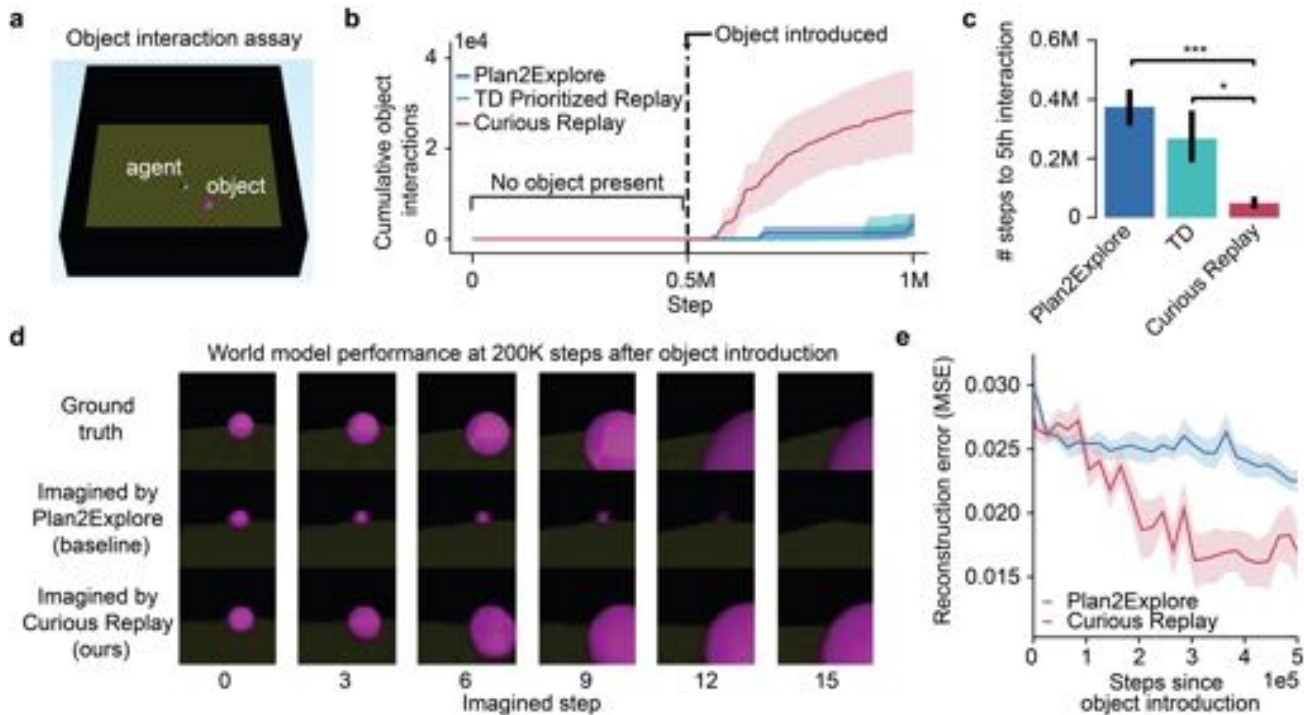 a
Object interaction assay
agent
object
b
1e4
4
2
0
Cumulative object
interactions
Plan2Explore
TD Prioritized Replay
Curious Replay
No object present
Object introduced
0
0.5M
1M
Step
c
0.6M
0.4M
0.2M
0
# steps to 5th interaction
***
*
Plan2Explore
TD
Curious Replay
d
World model performance at 200K steps after object introduction
Ground
truth
Imagined by
Plan2Explore
(baseline)
Imagined by
Curious Replay
(ours)
0
3
6
9
12
15
Imagined step
e
0.030
0.025
0.020
0.015
Reconstruction error (MSE)
Plan2Explore
Curious Replay
0
1
2
3
4
5
1e5
Steps since
object introduction